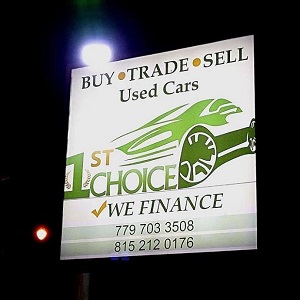 BUY • TRADE • SELL
Used Cars
1ST
CHOICE
WE FINANCE
779 703 3508
815 212 0176